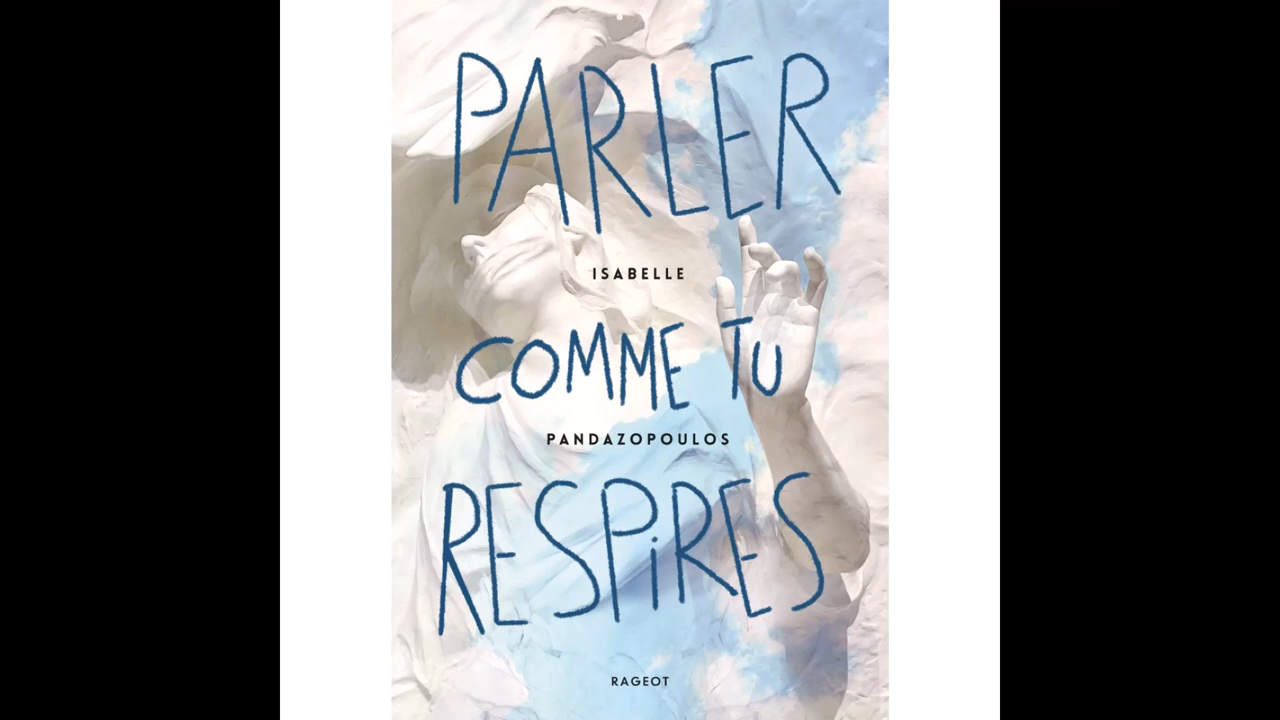 PARLER
ISABELLE
COMME TU
PANDAZOPOULOS
RESPiRES
RAGEOT